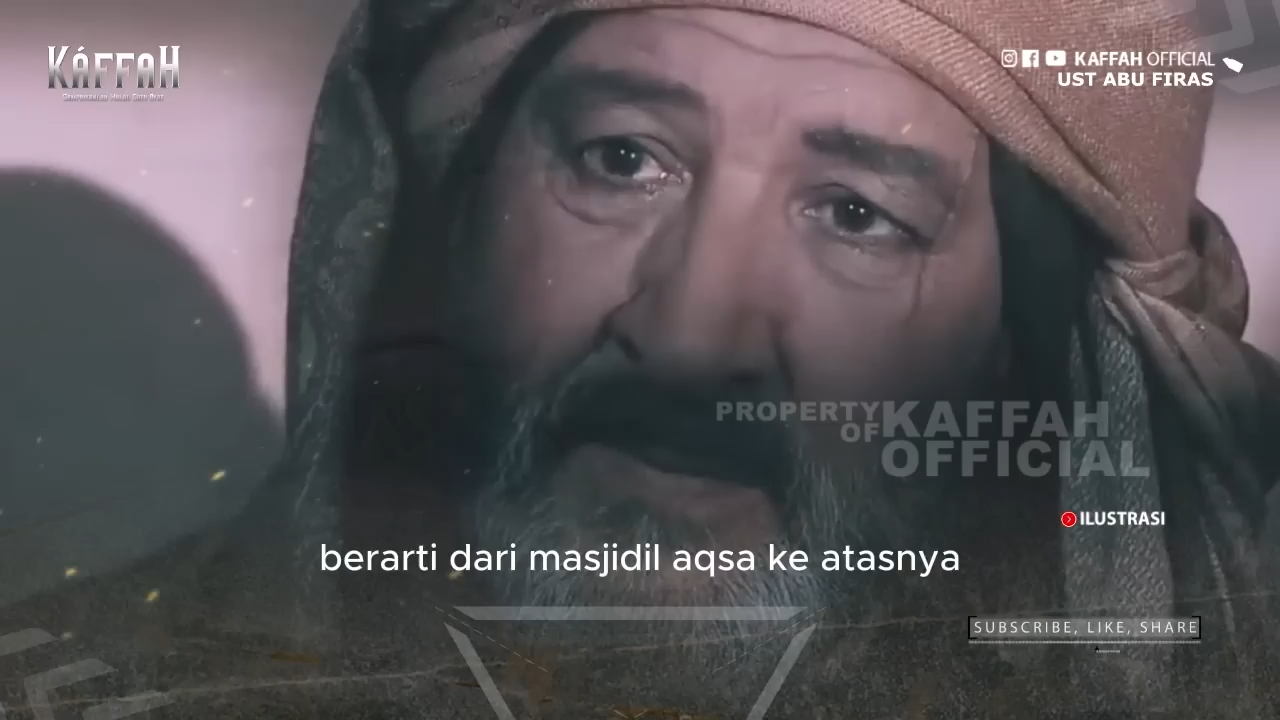 KÁFFAH
KAFFAH OFFICIAL
UST ABU FIRAS
PROPERTY OF KAFFAH OFFICIAL
ILUSTRASI
berarti dari masjidil aqsa ke atasnya
SUBSCRIBE, LIKE, SHARE